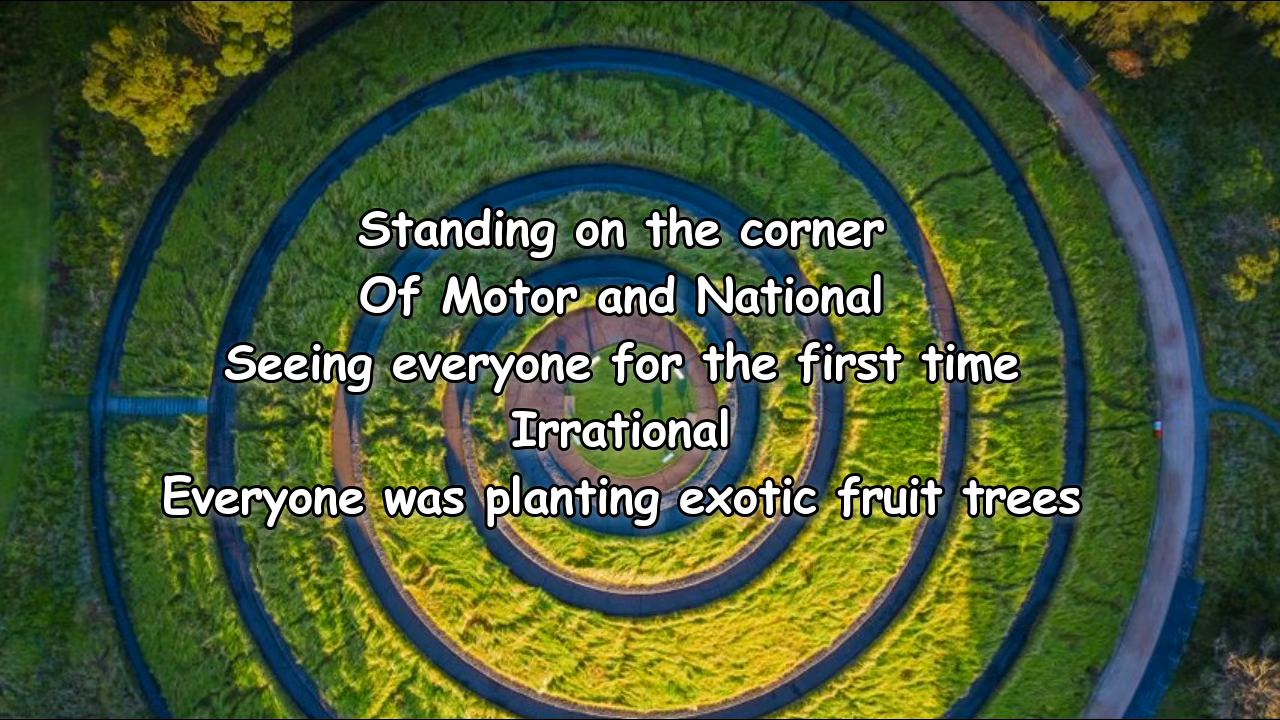 Standing on the corner
Of Motor and National
Seeing everyone for the first time
Irrational
Everyone was planting exotic fruit trees